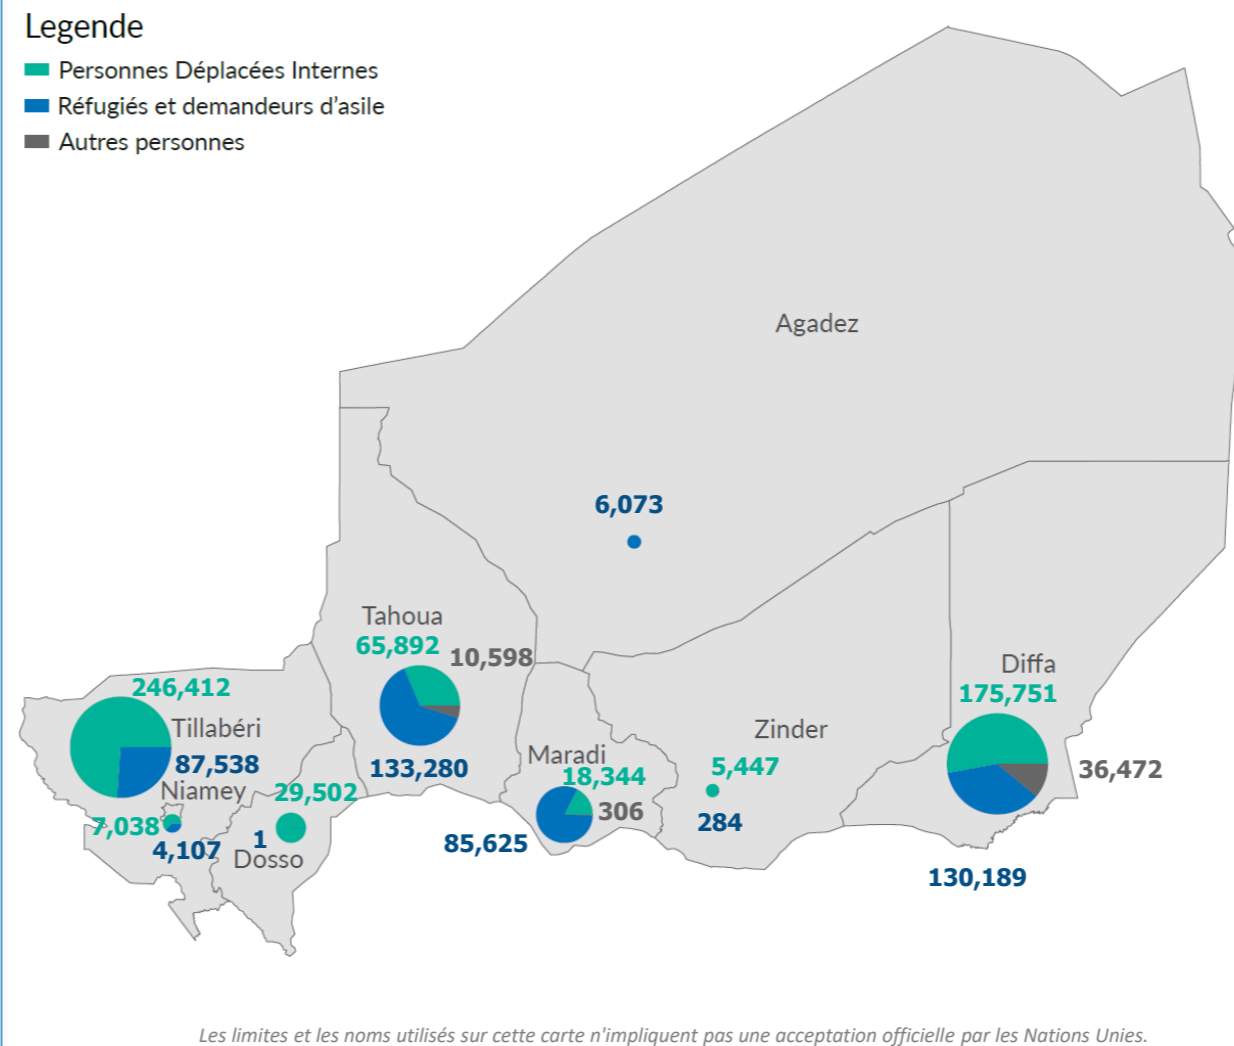 Legende
Personnes Déplacées Internes
Réfugiés et demandeurs d'asile
Autres personnes
Agadez
6,073
Tahoua
65,892
10,598
133,280
Diffa
175,751
36,472
130,189
246,412
Tillabéri
87,538
Niamey
7,038
4,107
29,502
1
Dosso
Maradi
18,344
306
85,625
Zinder
5,447
284
Les limites et les noms utilisés sur cette carte n'impliquent pas une acceptation officielle par les Nations Unies.